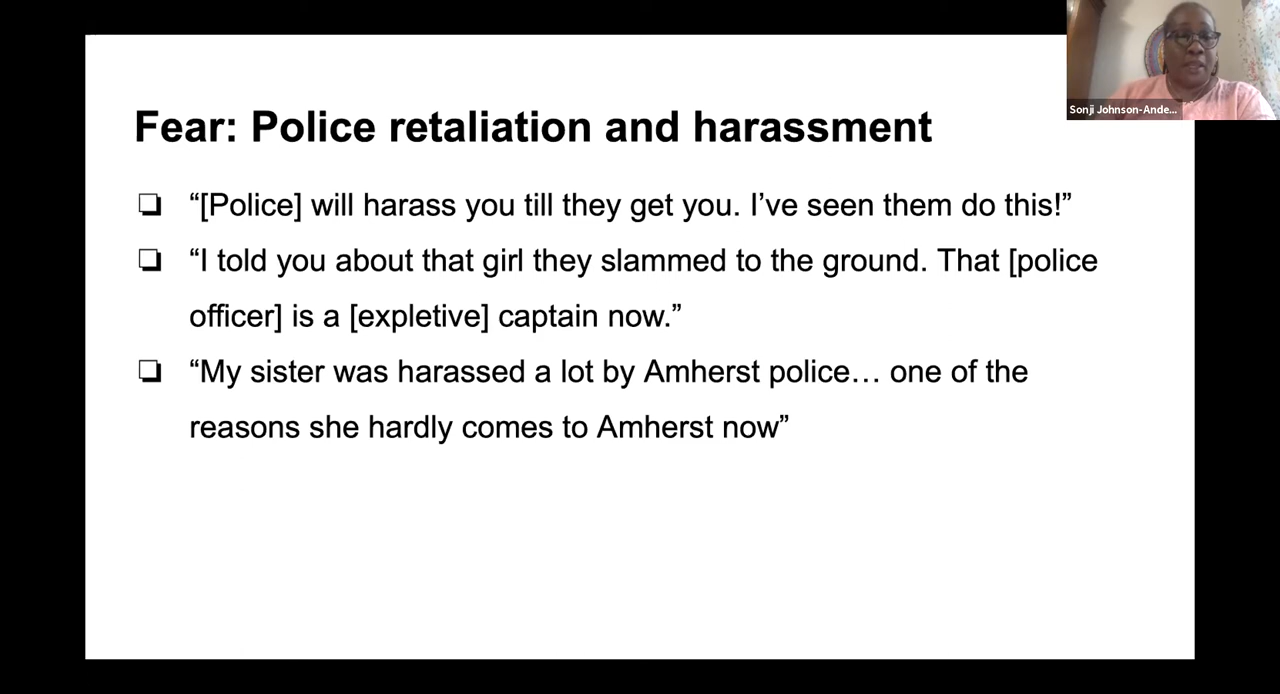 Fear: Police retaliation and harassment
“[Police] will harass you till they get you. I’ve seen them do this!”
“I told you about that girl they slammed to the ground. That [police
officer] is a [expletive] captain now.”
“My sister was harassed a lot by Amherst police… one of the
reasons she hardly comes to Amherst now”
Sonji Johnson-Ande...